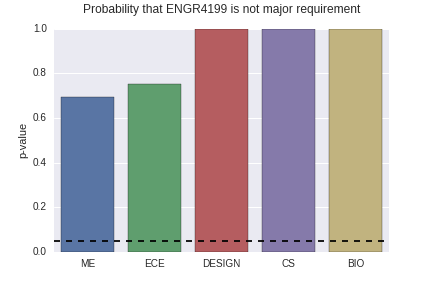 Probability that ENGR4199 is not major requirement
1.0
0.8
0.6
0.4
0.2
0.0
p-value
ME ECE DESIGN CS BIO